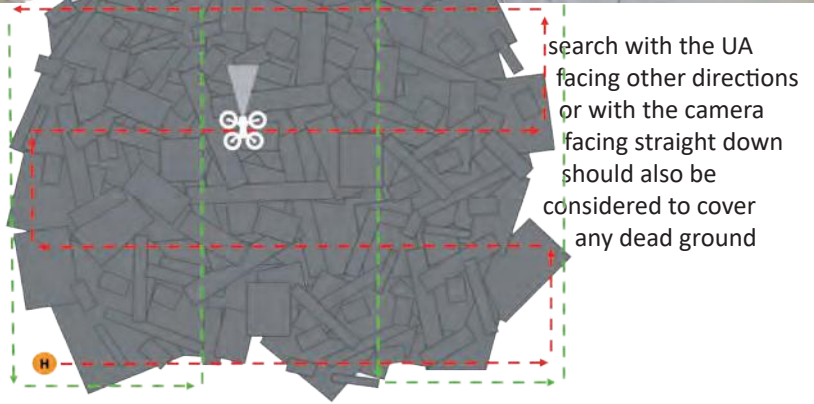 search with the UA
facing other directions
or with the camera
facing straight down
should also be
considered to cover
any dead ground
H